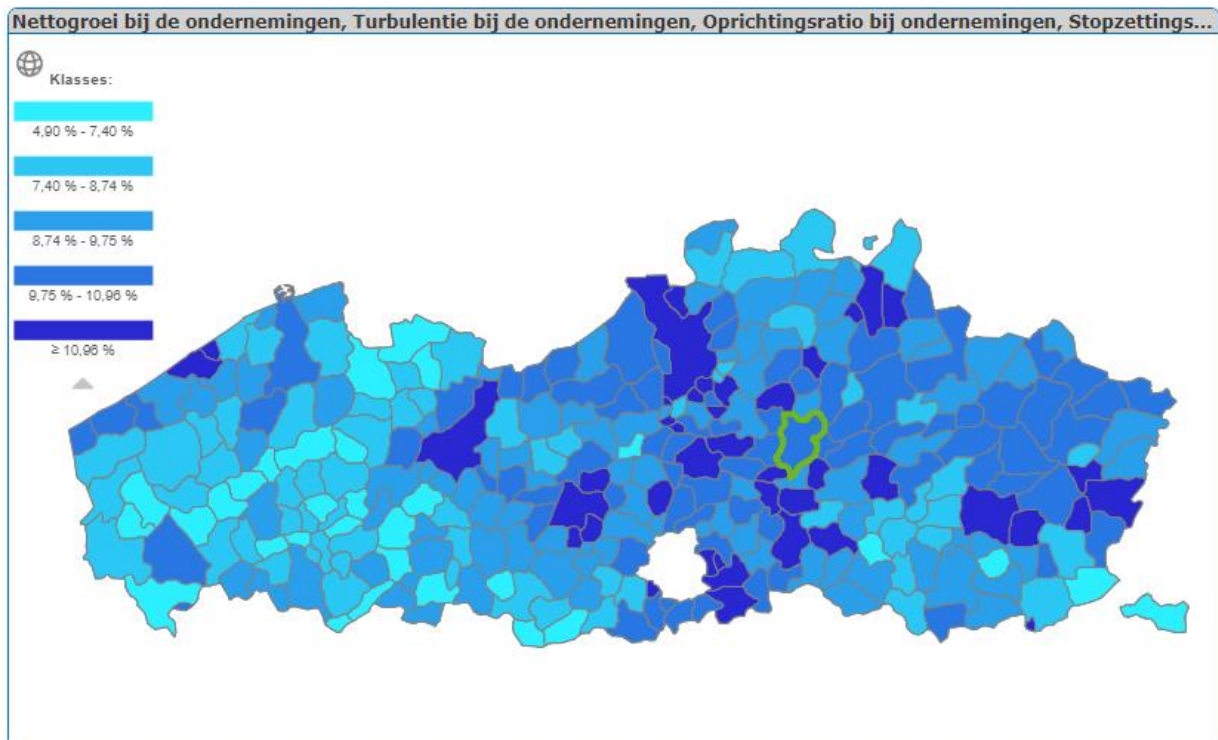 Nettogroei bij de ondernemingen, Turbulentie bij de ondernemingen, Oprichtingsratio bij ondernemingen, Stopzettings...
Klasses:
4,90 % - 7,40 %
7,40 % - 8,74 %
8,74 % - 9,75 %
9,75 % - 10,96 %
≥ 10,96 %